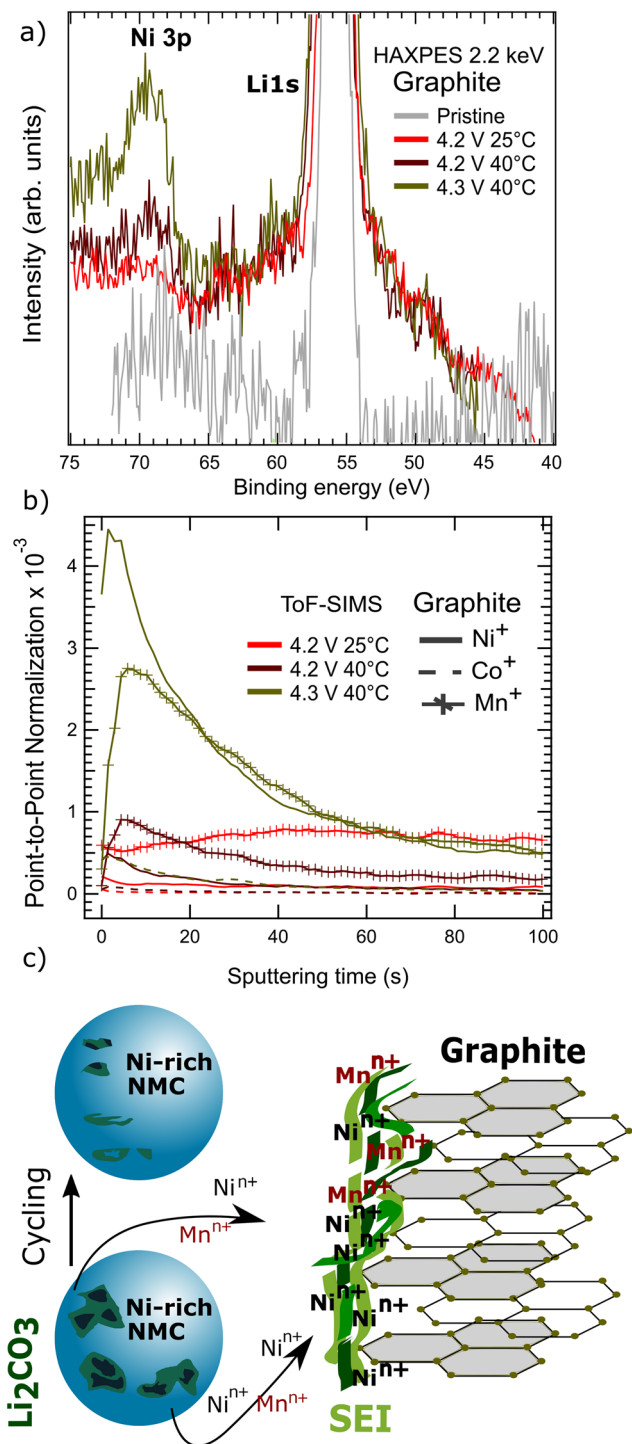 a)
Ni 3p
Li1s
HAXPES 2.2 keV
Graphite
Pristine
4.2 V 25°C
4.2 V 40°C
4.3 V 40°C
Intensity (arb. units)
75 70 65 60 55 50 45 40
Binding energy (eV)
b)
Point-to-Point Normalization x 10⁻³
4
3
2
1
0
ToF-SIMS
4.2 V 25°C
4.2 V 40°C
4.3 V 40°C
Graphite
Ni⁺
Co⁺
Mn⁺
0 20 40 60 80 100
Sputtering time (s)
c)
Ni-rich
NMC
Graphite
Mnⁿ⁺
Niⁿ⁺
Mnⁿ⁺
Mnⁿ⁺
Niⁿ⁺
Niⁿ⁺
Niⁿ⁺
Niⁿ⁺
Niⁿ⁺
Cycling
Niⁿ⁺
Mnⁿ⁺
Ni-rich
NMC
Li₂CO₃
Niⁿ⁺
Niⁿ⁺ Mnⁿ⁺
SEI